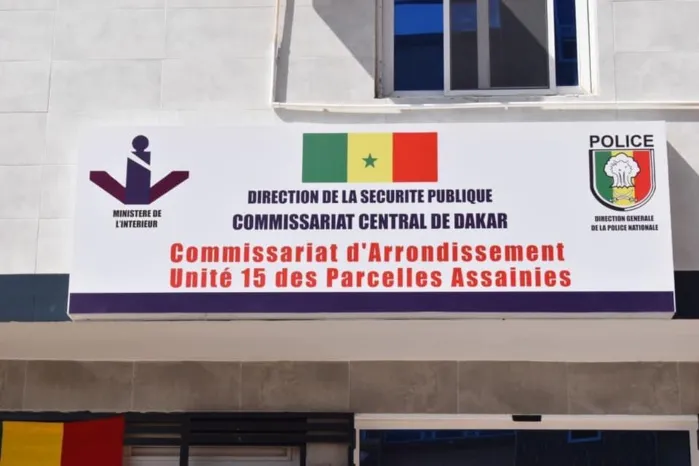 MINISTERE DE
L'INTERIEUR
DIRECTION DE LA SECURITE PUBLIQUE
COMMISSARIAT CENTRAL DE DAKAR
Commissariat d'Arrondissement
Unité 15 des Parcelles Assainies
POLICE
DIRECTION GENERALE
DE LA POLICE NATIONALE